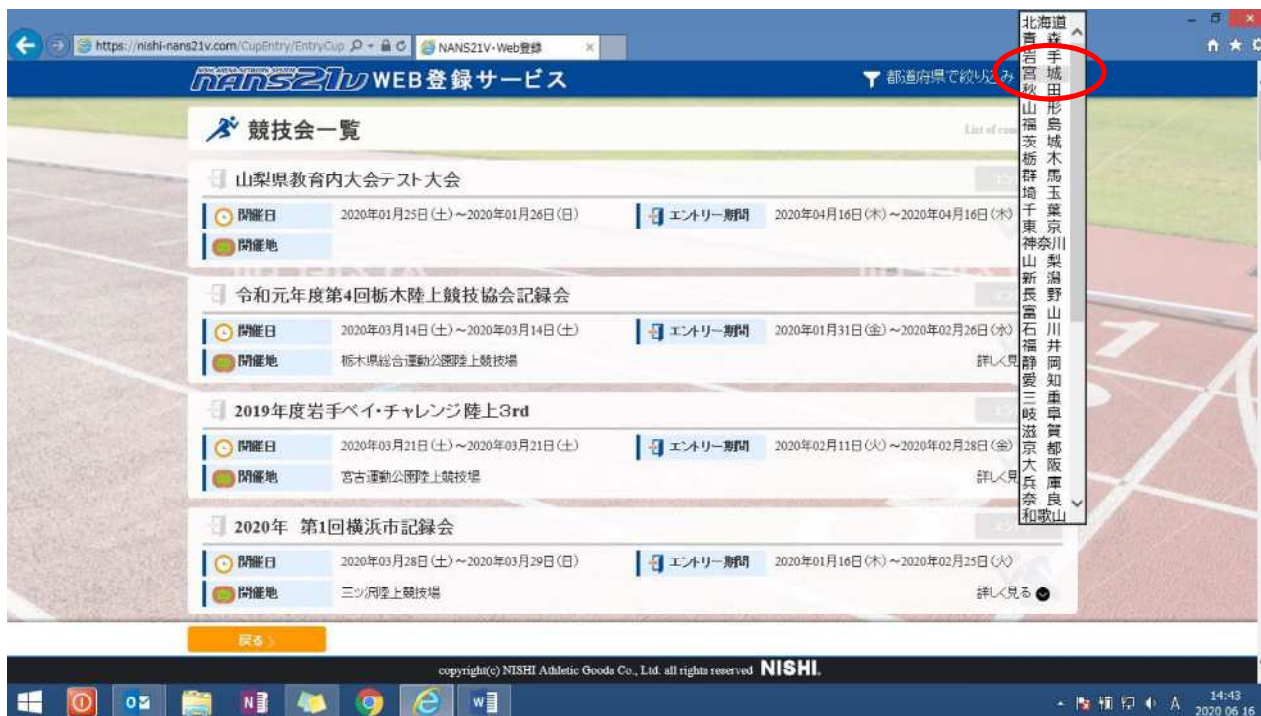 https://nishi-nans21v.com/CupEntry/EntryCup
NANS21V-Web登録
NANS21V WEB登録サービス
都道府県で絞り込み
競技会一覧
List of com
山梨県教育内大会テスト大会
開催日 2020年01月25日(土)～2020年01月26日(日) エントリー期間 2020年04月16日(木)～2020年04月16日(木)
開催地
令和元年度第4回栃木陸上競技協会記録会
開催日 2020年03月14日(土)～2020年03月14日(土) エントリー期間 2020年01月31日(金)～2020年02月26日(水)
開催地 栃木県総合運動公園陸上競技場 詳しく見
2019年度岩手ベイ・チャレンジ陸上3rd
開催日 2020年03月21日(土)～2020年03月21日(土) エントリー期間 2020年02月11日(火)～2020年02月28日(金)
開催地 宮古運動公園陸上競技場 詳しく見
2020年 第1回横浜市記録会
開催日 2020年03月28日(土)～2020年03月29日(日) エントリー期間 2020年01月16日(木)～2020年02月25日(火)
開催地 三ツ沢陸上競技場 詳しく見る
北海道
青 森
岩 手
宮 城
秋 田
山 形
福 島
茨 城
栃 木
群 馬
埼 玉
千 葉
東 京
神奈川
山 梨
新 潟
長 野
富 山
石 川
福 井
静 岡
愛 知
三 重
岐 阜
滋 賀
京 都
大 阪
兵 庫
奈 良
和歌山
戻る
copyright(c) NISHI Athletic Goods Co., Ltd. all rights reserved NISHI.
A 14:43
2020 06 16